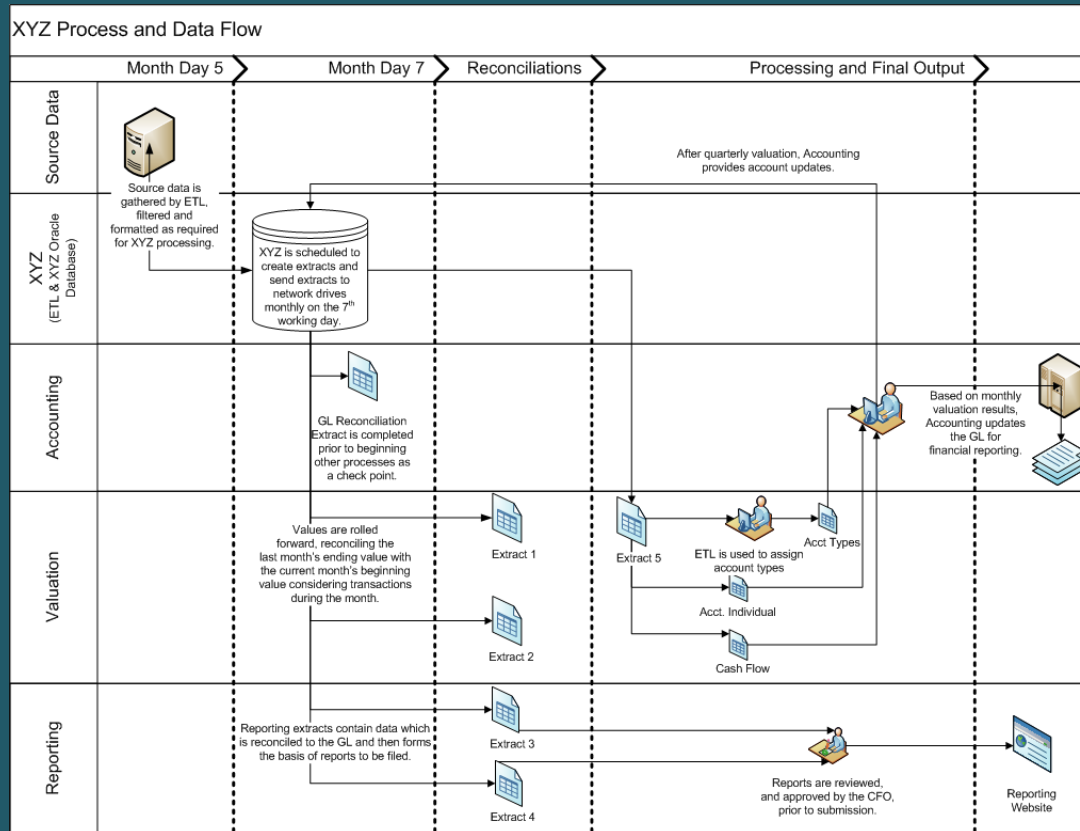 XYZ Process and Data Flow
Month Day 5
Month Day 7
Reconciliations
Processing and Final Output
Source Data
Source data is
gathered by ETL,
filtered and
formatted as required
for XYZ processing.
After quarterly valuation, Accounting
provides account updates.
XYZ
(ETL & XYZ Oracle
Database)
XYZ is scheduled to
create extracts and
send extracts to
network drives
monthly on the 7th
working day.
Accounting
GL Reconciliation
Extract is completed
prior to beginning
other processes as
a check point.
Based on monthly
valuation results,
Accounting updates
the GL for
financial reporting.
Valuation
Values are rolled
forward, reconciling the
last month's ending value with
the current month's beginning
value considering transactions
during the month.
Extract 1
Extract 2
Extract 5
ETL is used to assign
account types
Acct Types
Acct. Individual
Cash Flow
Reporting
Reporting extracts contain data which
is reconciled to the GL and then forms
the basis of reports to be filed.
Extract 3
Extract 4
Reports are reviewed,
and approved by the CFO,
prior to submission.
Reporting
Website